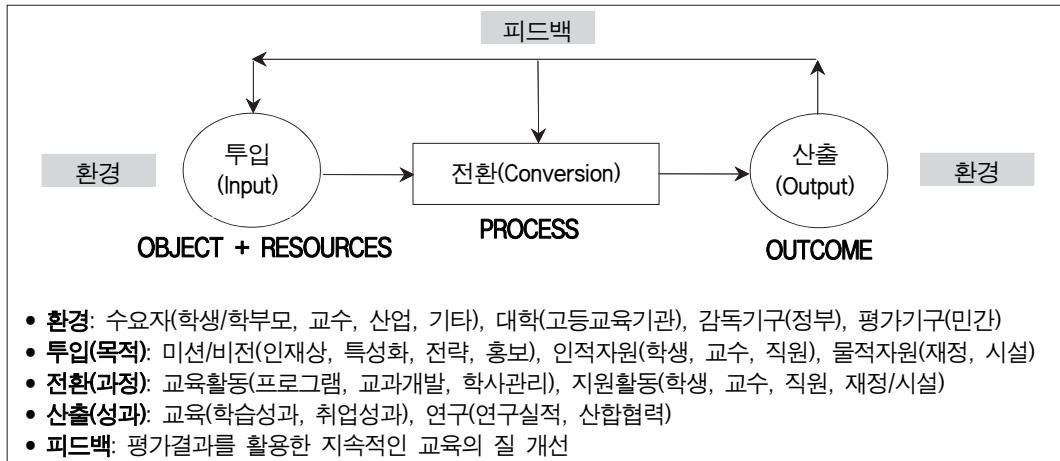 피드백
환경
투입
(Input)
전환(Conversion)
산출
(Output)
환경
OBJECT + RESOURCES
PROCESS
OUTCOME
• 환경: 수요자(학생/학부모, 교수, 산업, 기타), 대학(고등교육기관), 감독기구(정부), 평가기구(민간)
• 투입(목적): 미션/비전(인재상, 특성화, 전략, 홍보), 인적자원(학생, 교수, 직원), 물적자원(재정, 시설)
• 전환(과정): 교육활동(프로그램, 교과개발, 학사관리), 지원활동(학생, 교수, 직원, 재정/시설)
• 산출(성과): 교육(학습성과, 취업성과), 연구(연구실적, 산합협력)
• 피드백: 평가결과를 활용한 지속적인 교육의 질 개선